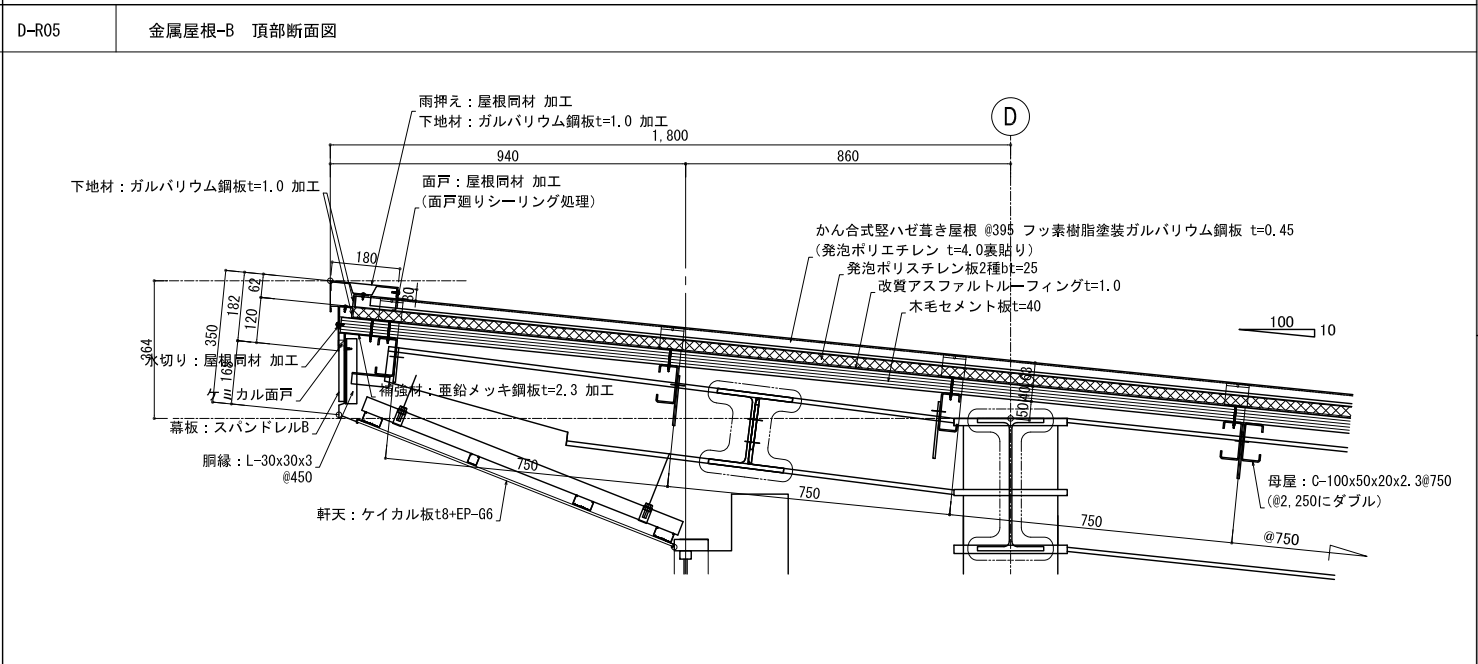 D-R05
金属屋根-B 頂部断面図
雨押え：屋根同材 加工
下地材：ガルバリウム鋼板t=1.0 加工
D
1,800
940
860
下地材：ガルバリウム鋼板t=1.0 加工
面戸：屋根同材 加工
(面戸廻りシーリング処理)
かん合式竪ハゼ葺き屋根 @395 フッ素樹脂塗装ガルバリウム鋼板 t=0.45
(発泡ポリエチレン t=4.0裏貼り)
発泡ポリスチレン板2種bt=25
改質アスファルトルーフィングt=1.0
木毛セメント板t=40
180
30
62
182
120
350
364
168
100
10
水切り：屋根同材 加工
ケミカル面戸
補強材：亜鉛メッキ鋼板t=2.3 加工
幕板：スパンドレルB
胴縁：L-30x30x3
@450
軒天：ケイカル板t8+EP-G6
750
750
750
@750
母屋：C-100x50x20x2.3@750
(@2,250にダブル)